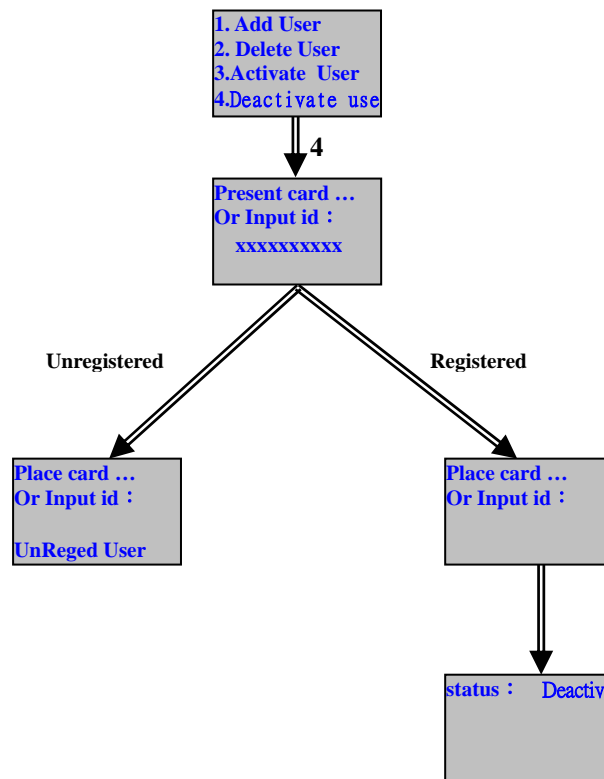 1. Add User
2. Delete User
3.Activate  User
4.Deactivate use
4
Present card …
Or Input id：
xxxxxxxxxx
Unregistered
Registered
Place card …
Or Input id：
UnReged User
Place card …
Or Input id：
status： Deactiv